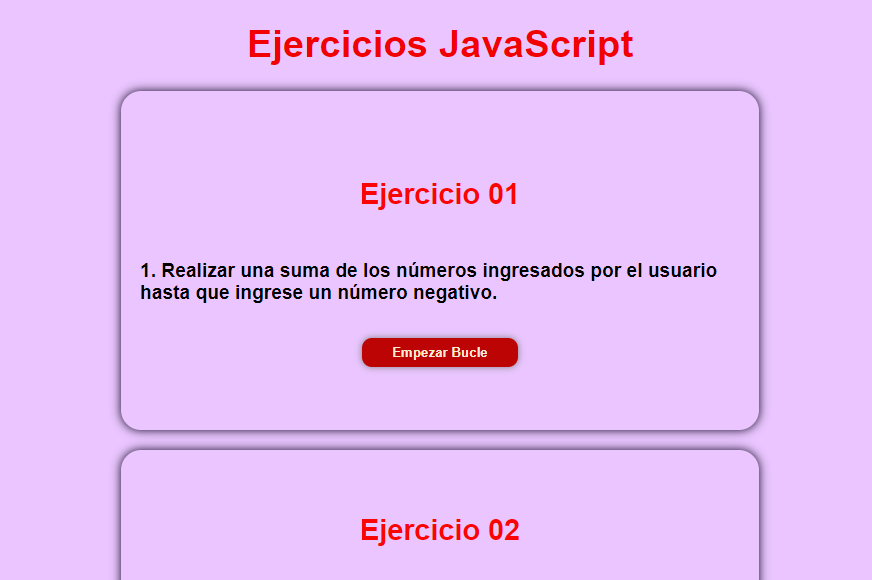 Ejercicios JavaScript
Ejercicio 01
1. Realizar una suma de los números ingresados por el usuario
hasta que ingrese un número negativo.
Empezar Bucle
Ejercicio 02